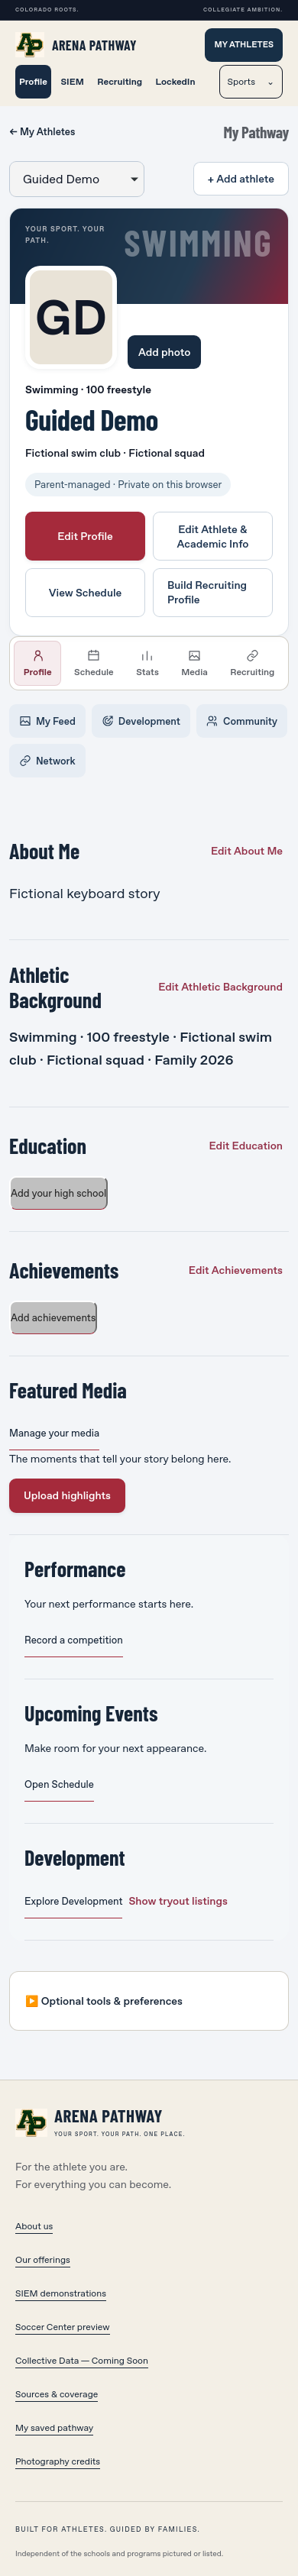 COLORADO ROOTS.
COLLEGIATE AMBITION.
AP ARENA PATHWAY
MY ATHLETES
Profile SIEM Recruiting LockedIn Sports
← My Athletes
My Pathway
Guided Demo
+ Add athlete
YOUR SPORT. YOUR
PATH.
SWIMMING
GD
Add photo
Swimming · 100 freestyle
Guided Demo
Fictional swim club · Fictional squad
Parent-managed · Private on this browser
Edit Profile
Edit Athlete &
Academic Info
View Schedule
Build Recruiting
Profile
Profile Schedule Stats Media Recruiting
My Feed Development Community
Network
About Me
Edit About Me
Fictional keyboard story
Athletic
Background
Edit Athletic Background
Swimming · 100 freestyle · Fictional swim
club · Fictional squad · Family 2026
Education
Edit Education
Add your high school
Achievements
Edit Achievements
Add achievements
Featured Media
Manage your media
The moments that tell your story belong here.
Upload highlights
Performance
Your next performance starts here.
Record a competition
Upcoming Events
Make room for your next appearance.
Open Schedule
Development
Explore Development Show tryout listings
Optional tools & preferences
AP ARENA PATHWAY
YOUR SPORT. YOUR PATH. ONE PLACE.
For the athlete you are.
For everything you can become.
About us
Our offerings
SIEM demonstrations
Soccer Center preview
Collective Data — Coming Soon
Sources & coverage
My saved pathway
Photography credits
BUILT FOR ATHLETES. GUIDED BY FAMILIES.
Independent of the schools and programs pictured or listed.